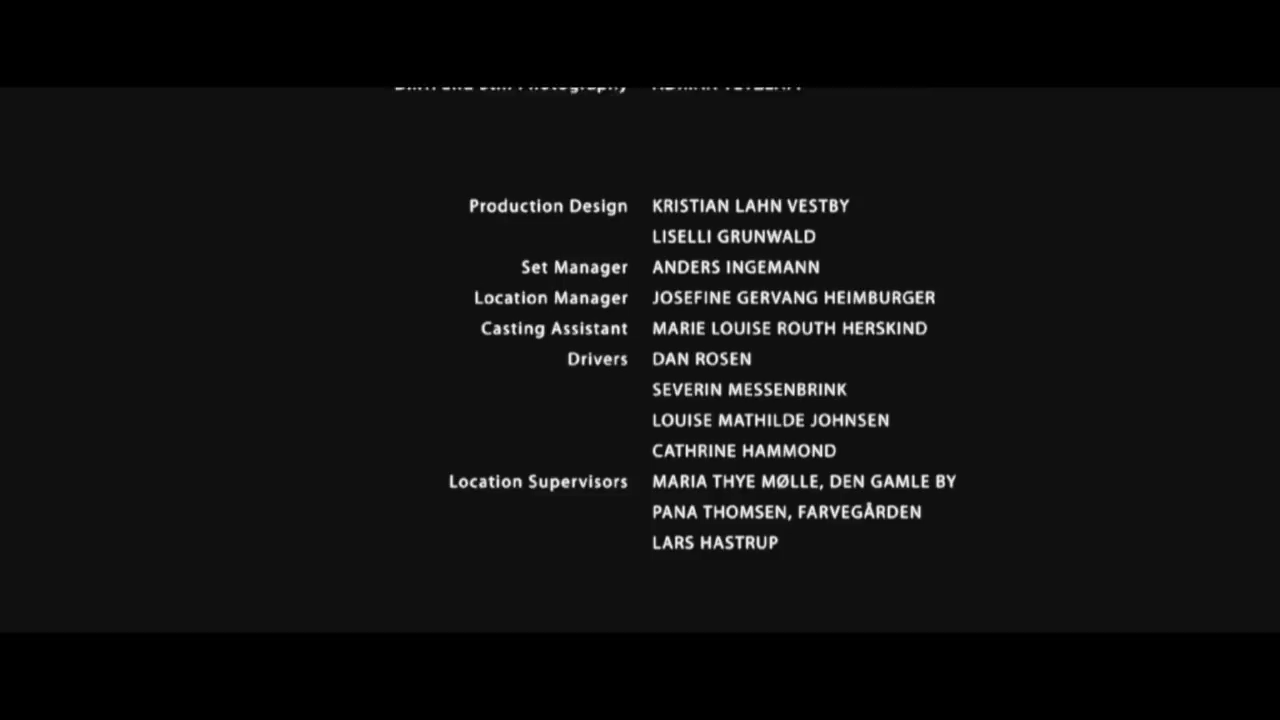 Production Design KRISTIAN LAHN VESTBY
LISELLI GRUNWALD
Set Manager ANDERS INGEMANN
Location Manager JOSEFINE GERVANG HEIMBURGER
Casting Assistant MARIE LOUISE ROUTH HERSKIND
Drivers DAN ROSEN
SEVERIN MESSENBRINK
LOUISE MATHILDE JOHNSEN
CATHRINE HAMMOND
Location Supervisors MARIA THYE MØLLE, DEN GAMLE BY
PANA THOMSEN, FARVEGÅRDEN
LARS HASTRUP